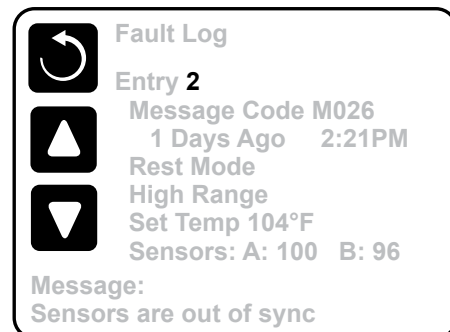 Fault Log
Entry 2
Message Code M026
1 Days Ago 2:21PM
Rest Mode
High Range
Set Temp 104°F
Sensors: A: 100 B: 96
Message:
Sensors are out of sync